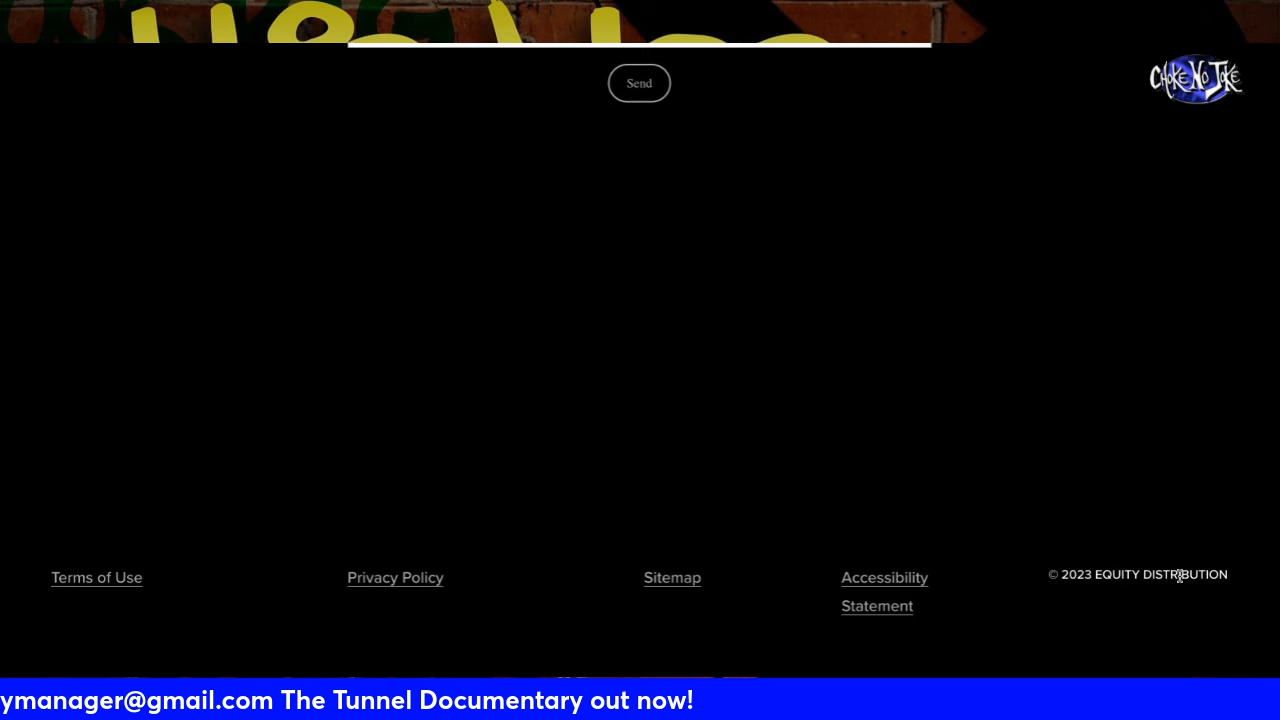 Send
CHOKE NO JOKE
Terms of Use
Privacy Policy
Sitemap
Accessibility
Statement
© 2023 EQUITY DISTRIBUTION
ymanager@gmail.com The Tunnel Documentary out now!